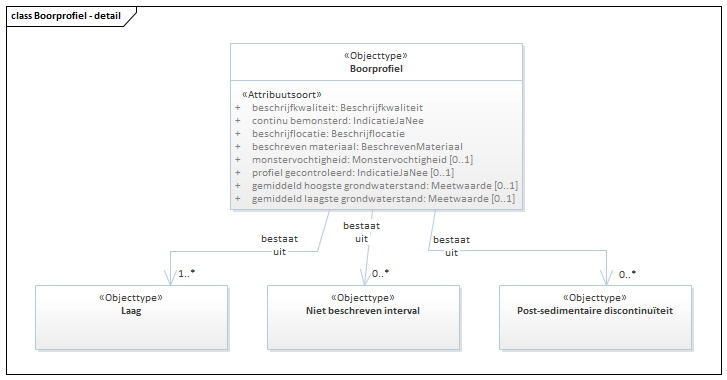 class Boorprofiel - detail
«Objecttype»
Boorprofiel
«Attribuutsoort»
+ beschrijfkwaliteit: Beschrijfkwaliteit
+ continu bemonsterd: IndicatieJaNee
+ beschrijflocatie: Beschrijflocatie
+ beschreven materiaal: BeschrevenMateriaal
+ monstervochtigheid: Monstervochtigheid [0..1]
+ profiel gecontroleerd: IndicatieJaNee [0..1]
+ gemiddeld hoogste grondwaterstand: Meetwaarde [0..1]
+ gemiddeld laagste grondwaterstand: Meetwaarde [0..1]
bestaat
uit
1..*
bestaat
uit
0..*
bestaat
uit
0..*
«Objecttype»
Laag
«Objecttype»
Niet beschreven interval
«Objecttype»
Post-sedimentaire discontinuïteit